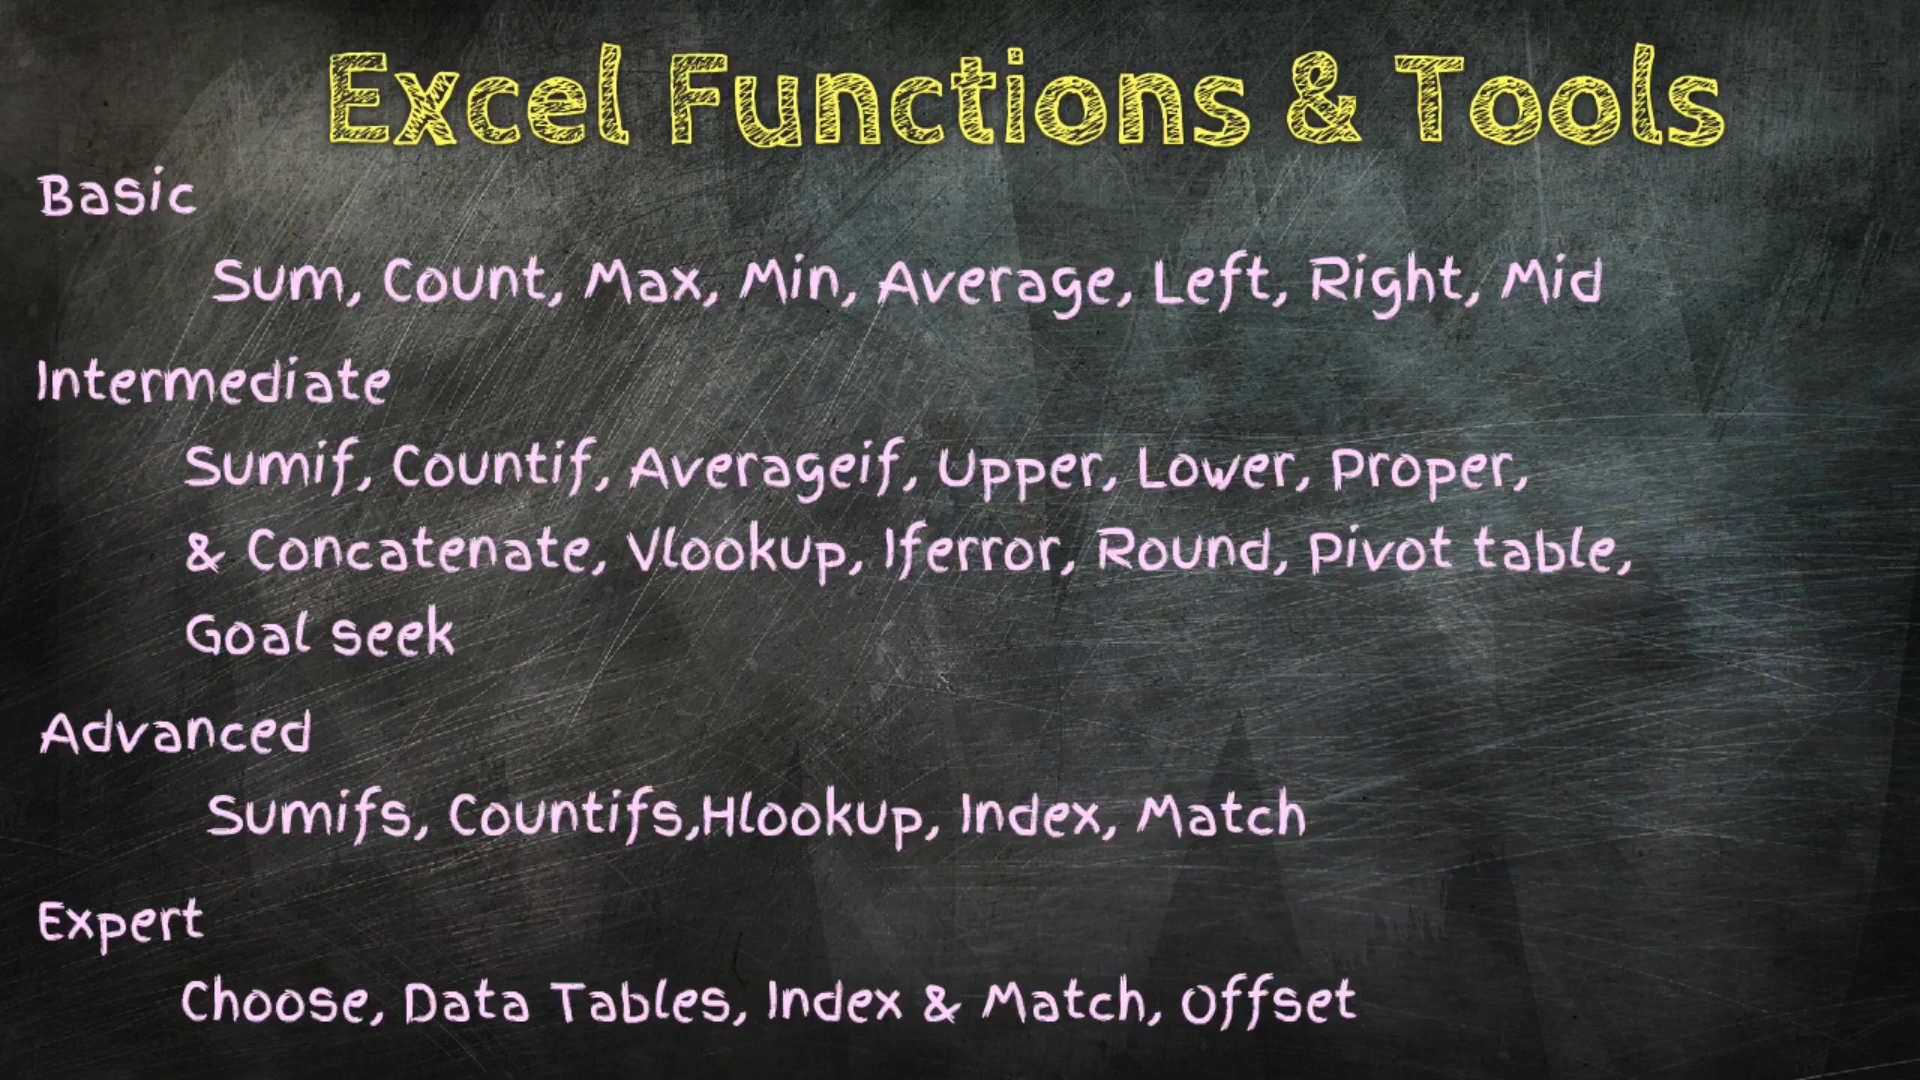 Excel Functions & Tools
Basic
Sum, Count, Max, Min, Average, Left, Right, Mid
Intermediate
Sumif, Countif, Averageif, Upper, Lower, Proper,
& Concatenate, Vlookup, Iferror, Round, Pivot table,
Goal seek
Advanced
Sumifs, Countifs,Hlookup, Index, Match
Expert
Choose, Data Tables, Index & Match, Offset